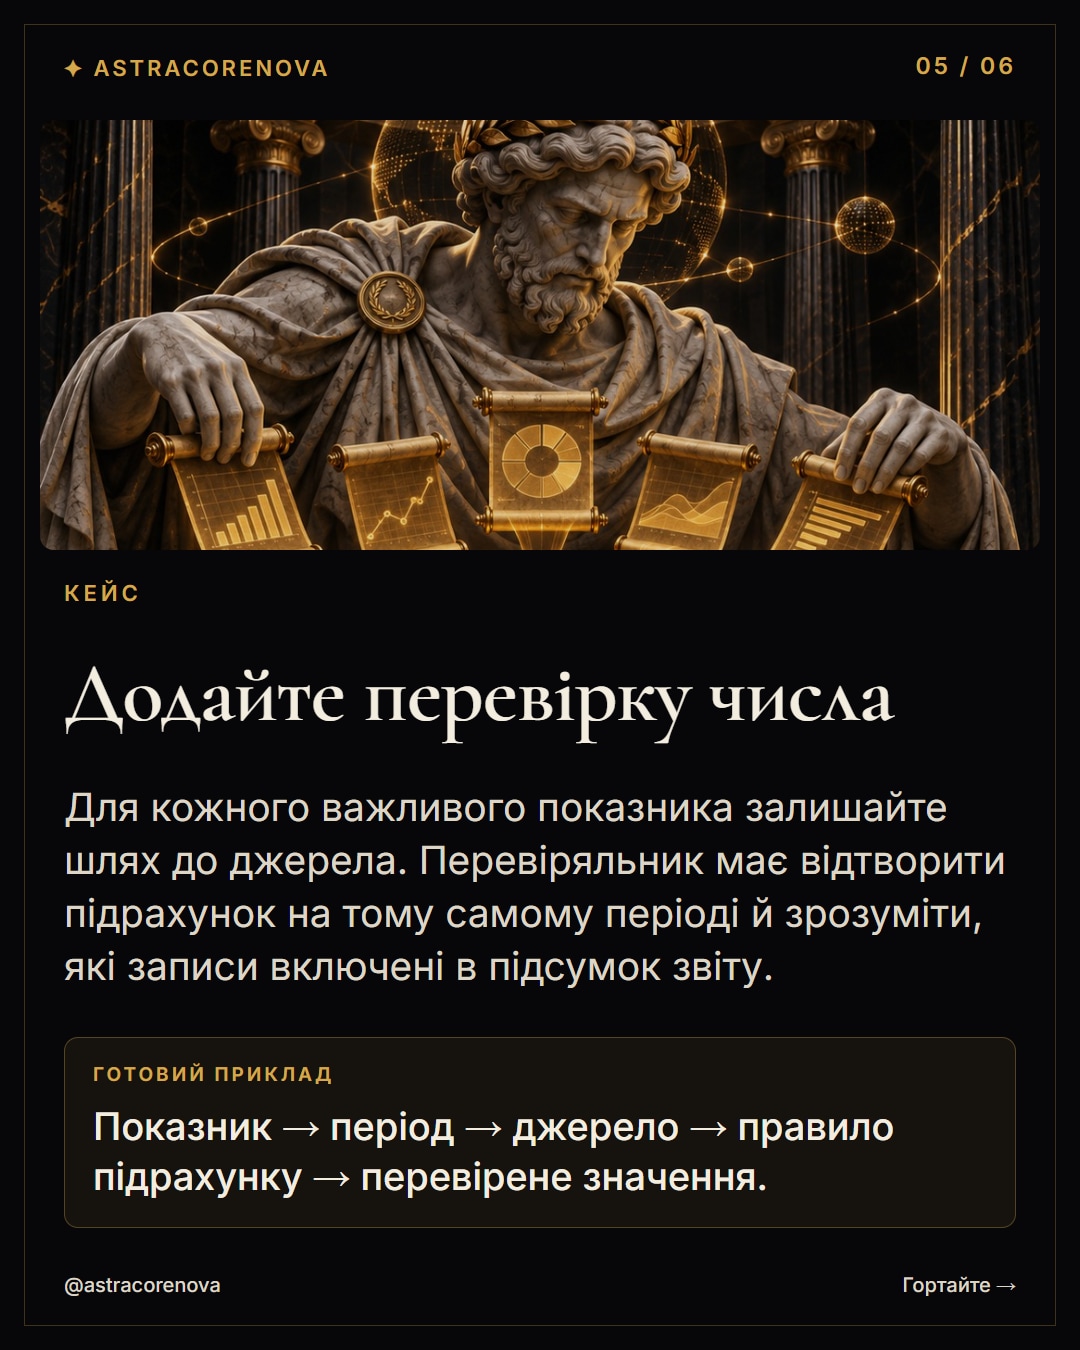 ✦ ASTRACORENOVA
05 / 06
КЕЙС
Додайте перевірку числа
Для кожного важливого показника залишайте
шлях до джерела. Перевіряльник має відтворити
підрахунок на тому самому періоді й зрозуміти,
які записи включені в підсумок звіту.
ГОТОВИЙ ПРИКЛАД
Показник → період → джерело → правило
підрахунку → перевірене значення.
@astracorenova
Гортайте →